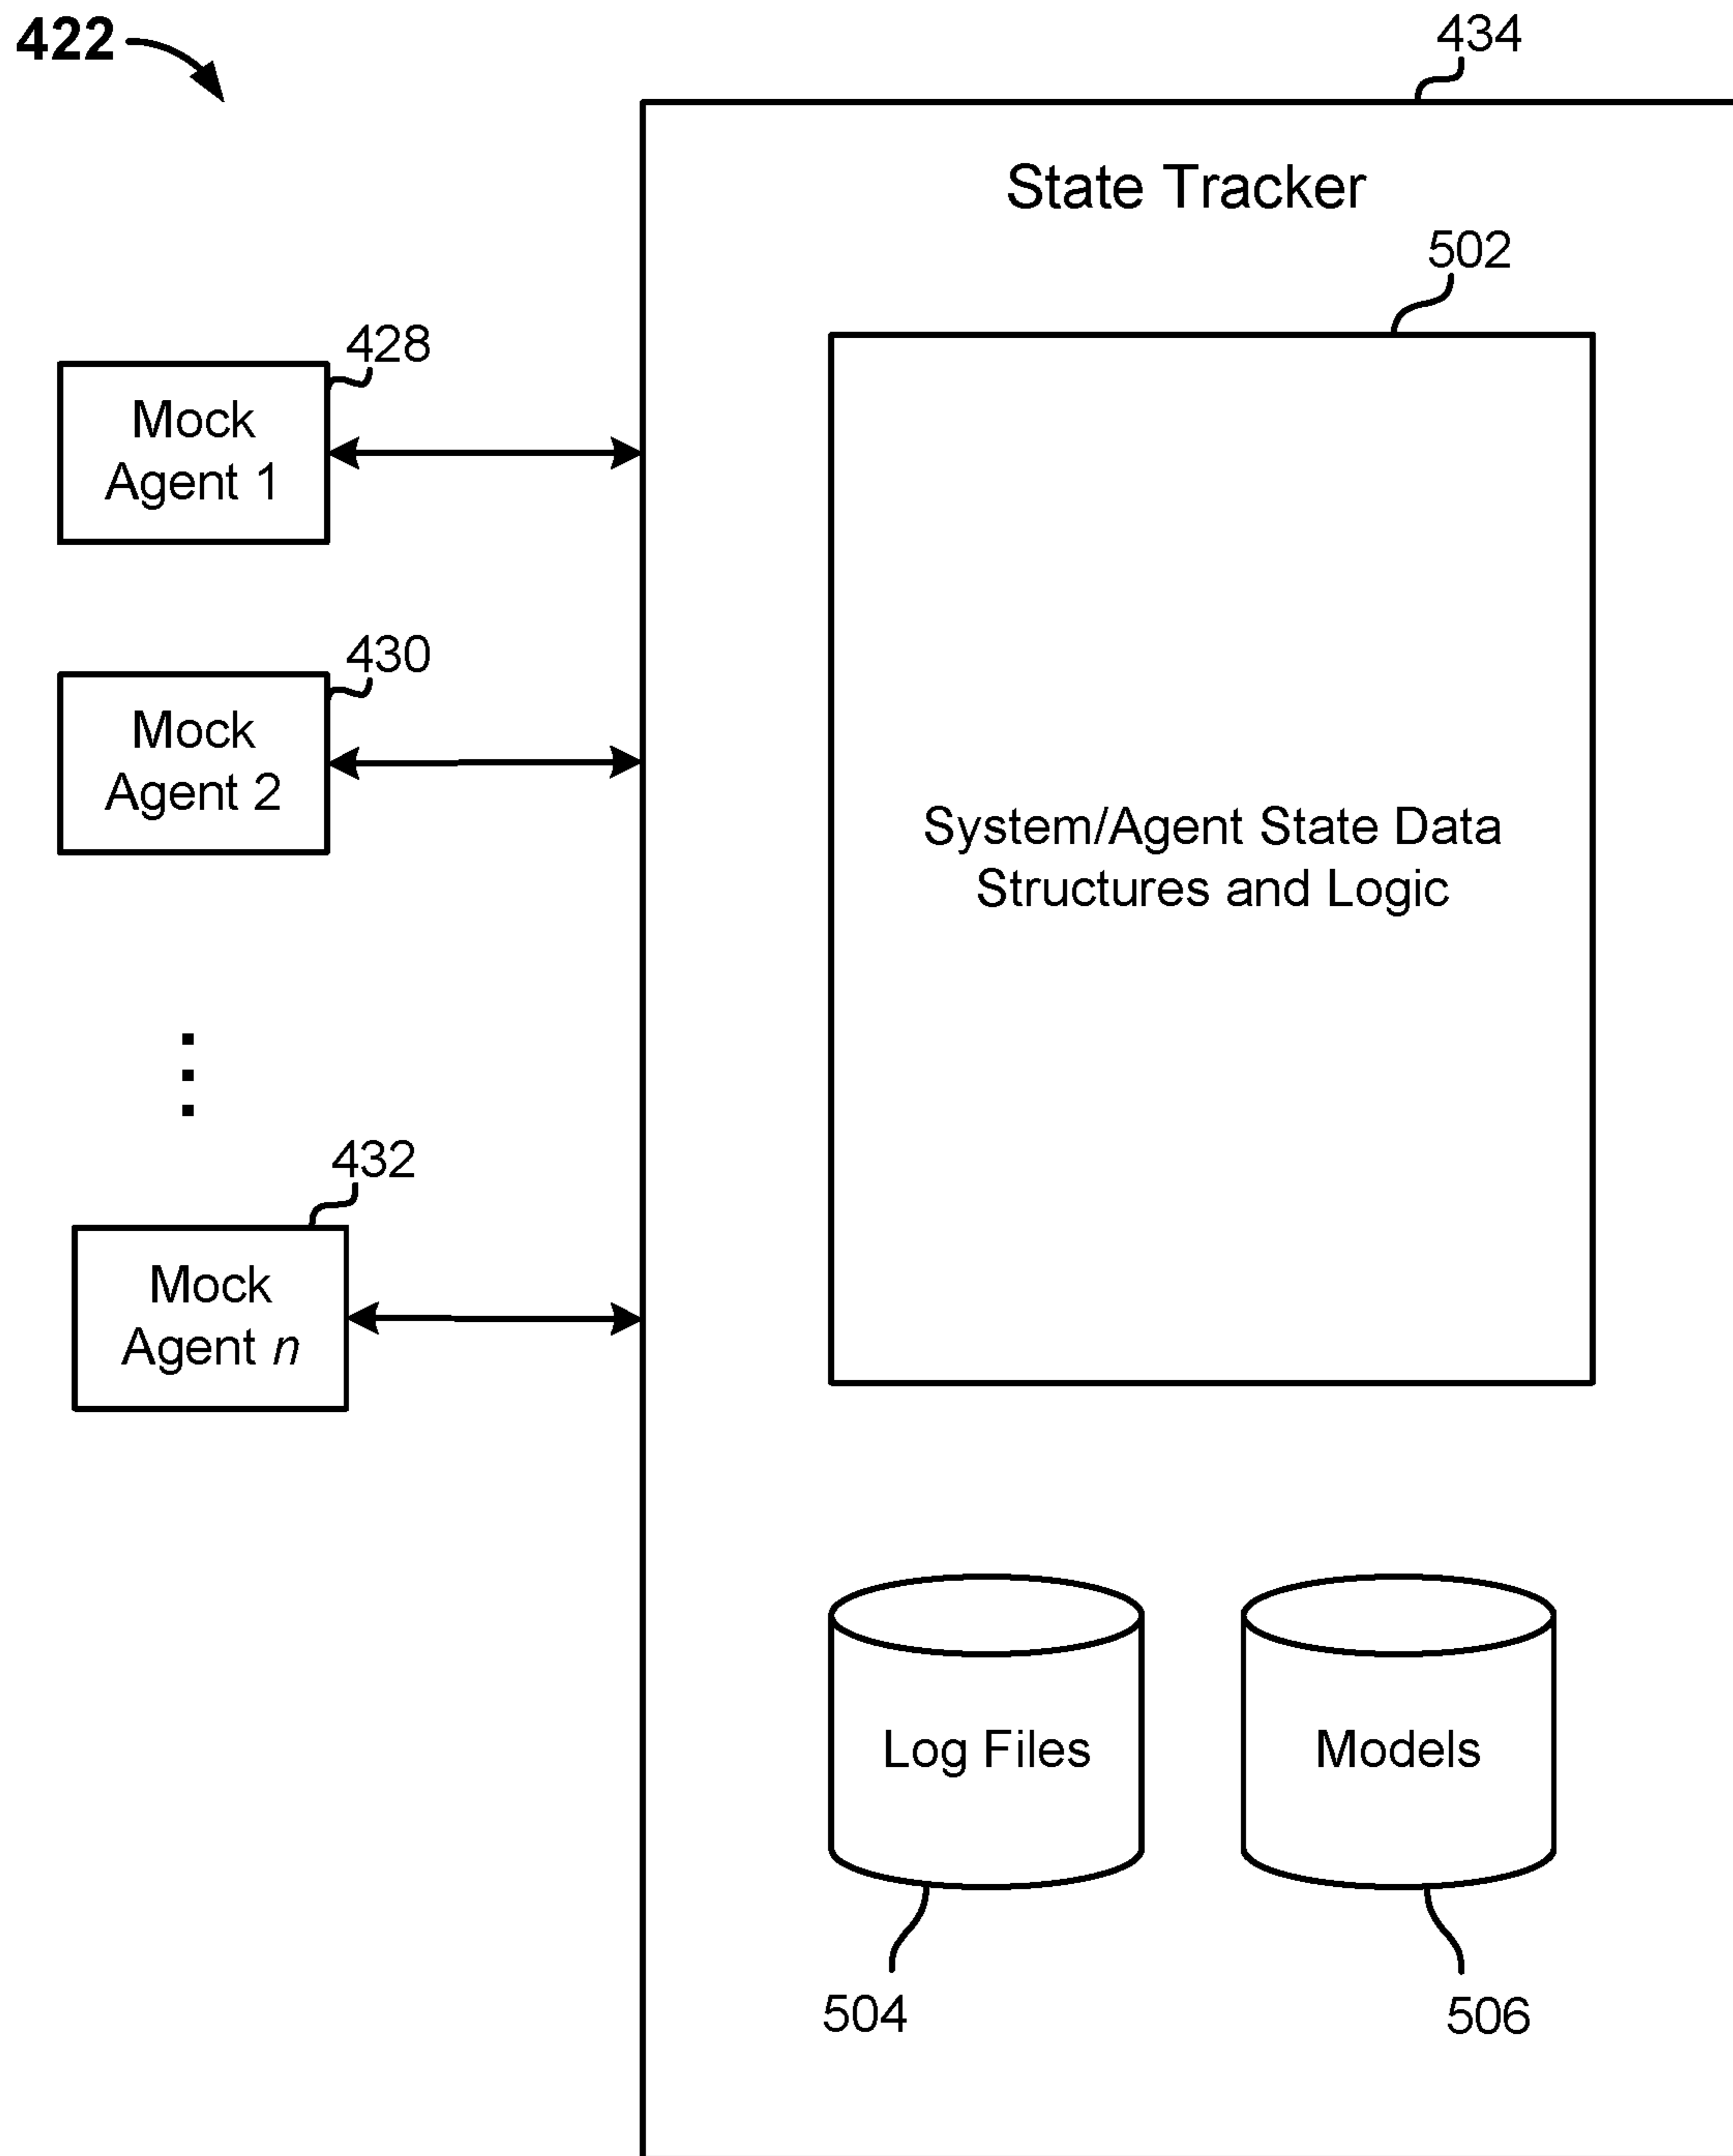 422
434
State Tracker
502
428
Mock
Agent 1
430
Mock
Agent 2
System/Agent State Data
Structures and Logic
432
Mock
Agent n
Log Files
Models
504
506